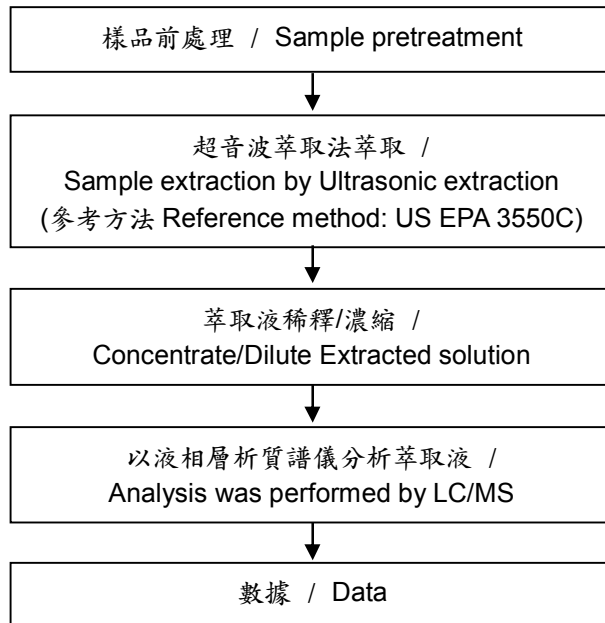 樣品前處理 / Sample pretreatment
超音波萃取法萃取 /
Sample extraction by Ultrasonic extraction
(參考方法 Reference method: US EPA 3550C)
萃取液稀釋/濃縮 /
Concentrate/Dilute Extracted solution
以液相層析質譜儀分析萃取液 /
Analysis was performed by LC/MS
數據 / Data